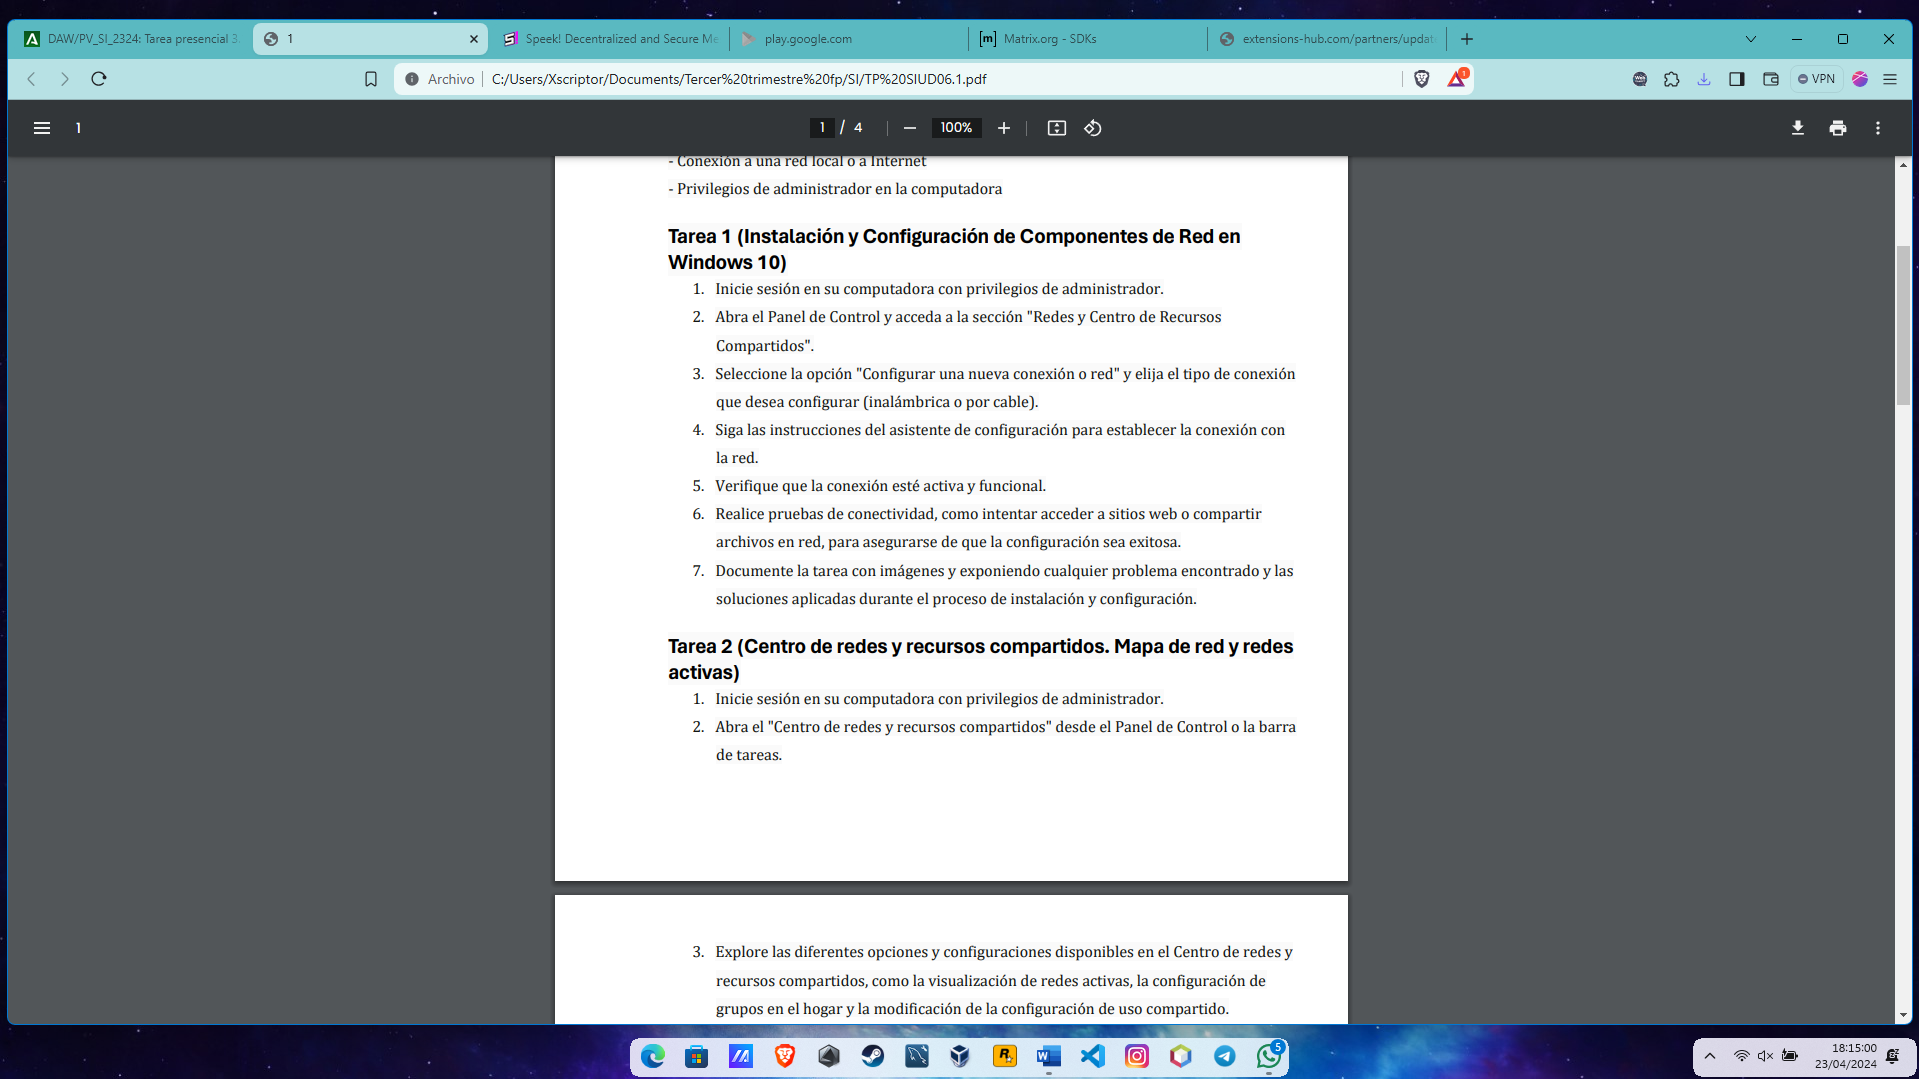 DAW/PV_SI_2324: Tarea presencial 3
1
Speek! Decentralized and Secure Me
play.google.com
[m] Matrix.org - SDKs
extensions-hub.com/partners/updat
Archivo
C:/Users/Xscriptor/Documents/Tercer%20trimestre%20fp/SI/TP%20SIUD06.1.pdf
1
VPN
1
1 / 4
100%
- Conexión a una red local o a Internet
- Privilegios de administrador en la computadora
Tarea 1 (Instalación y Configuración de Componentes de Red en
Windows 10)
1. Inicie sesión en su computadora con privilegios de administrador.
2. Abra el Panel de Control y acceda a la sección "Redes y Centro de Recursos
Compartidos".
3. Seleccione la opción "Configurar una nueva conexión o red" y elija el tipo de conexión
que desea configurar (inalámbrica o por cable).
4. Siga las instrucciones del asistente de configuración para establecer la conexión con
la red.
5. Verifique que la conexión esté activa y funcional.
6. Realice pruebas de conectividad, como intentar acceder a sitios web o compartir
archivos en red, para asegurarse de que la configuración sea exitosa.
7. Documente la tarea con imágenes y exponiendo cualquier problema encontrado y las
soluciones aplicadas durante el proceso de instalación y configuración.
Tarea 2 (Centro de redes y recursos compartidos. Mapa de red y redes
activas)
1. Inicie sesión en su computadora con privilegios de administrador.
2. Abra el "Centro de redes y recursos compartidos" desde el Panel de Control o la barra
de tareas.
3. Explore las diferentes opciones y configuraciones disponibles en el Centro de redes y
recursos compartidos, como la visualización de redes activas, la configuración de
grupos en el hogar y la modificación de la configuración de uso compartido.
5
18:15:00
23/04/2024